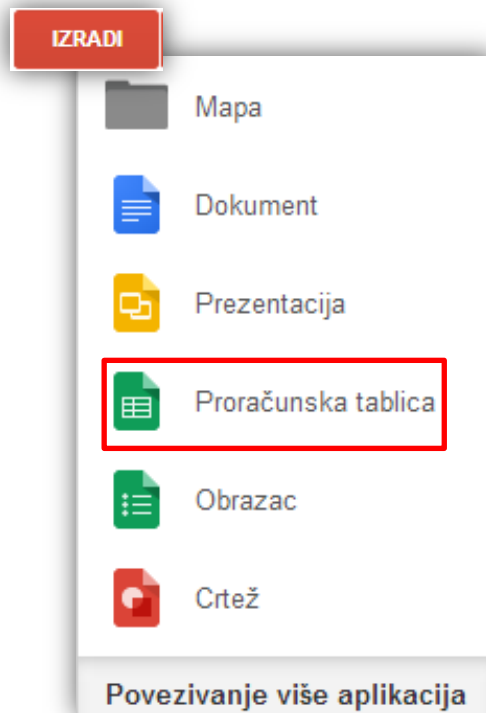 IZRADI
Mapa
Dokument
Prezentacija
Proračunska tablica
Obrazac
Crtež
Povezivanje više aplikacija